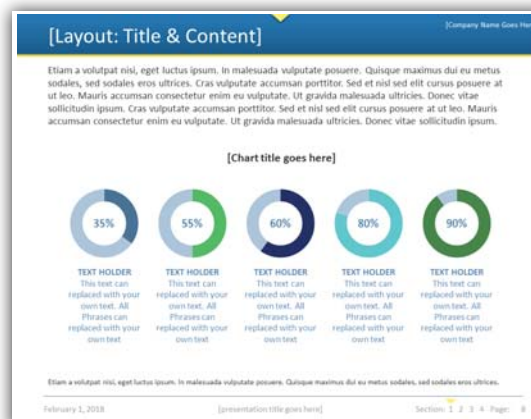 [Company Name Goes Her
[Layout: Title & Content]
Etiam a volutpat nisi, eget luctus ipsum. In malesuada vulputate posuere. Quisque maximus dui eu metus
sodales, sed sodales eros ultrices. Cras vulputate accumsan porttitor. Sed et nisl sed elit cursus posuere at
ut leo. Mauris accumsan consectetur enim eu vulputate. Ut gravida malesuada ultricies. Donec vitae
sollicitudin ipsum. Cras vulputate accumsan porttitor. Sed et nisl sed elit cursus posuere at ut leo. Mauris
accumsan consectetur enim eu vulputate. Ut gravida malesuada ultricies. Donec vitae sollicitudin ipsum.
[Chart title goes here]
35% 55% 60% 80% 90%
TEXT HOLDER TEXT HOLDER TEXT HOLDER TEXT HOLDER TEXT HOLDER
This text can This text can This text can This text can This text can
replaced with your replaced with your replaced with your replaced with your replaced with your
own text. All own text. All own text. All own text. All own text. All
Phrases can Phrases can Phrases can Phrases can Phrases can
replaced with your replaced with your replaced with your replaced with your replaced with your
own text own text own text own text own text
Etiam a volutpat nisi, eget luctus ipsum. In malesuada vulputate posuere. Quisque maximus dui eu metus sodales, sed sodales eros ultrices.
February 1, 2018 [presentation title goes here] Section: 1 2 3 4 Page: 8